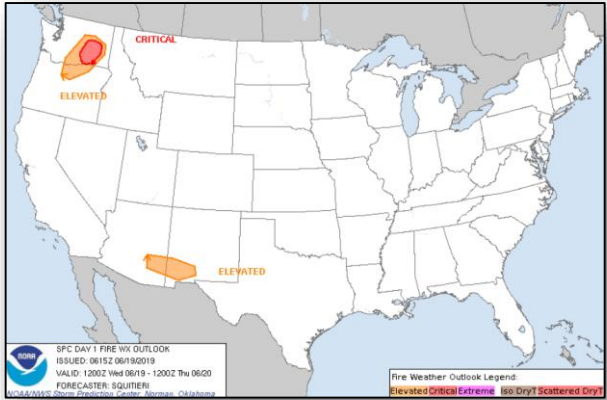 CRITICAL
ELEVATED
ELEVATED
NOAA
SPC DAY 1 FIRE WX OUTLOOK
ISSUED: 0615Z 06/19/2019
VALID: 1200Z Wed 06/19 - 1200Z Thu 06/20
FORECASTER: SQUITIERI
NOAA/NWS Storm Prediction Center, Norman, Oklahoma
Fire Weather Outlook Legend:
Elevated Critical Extreme Iso DryT Scattered DryT